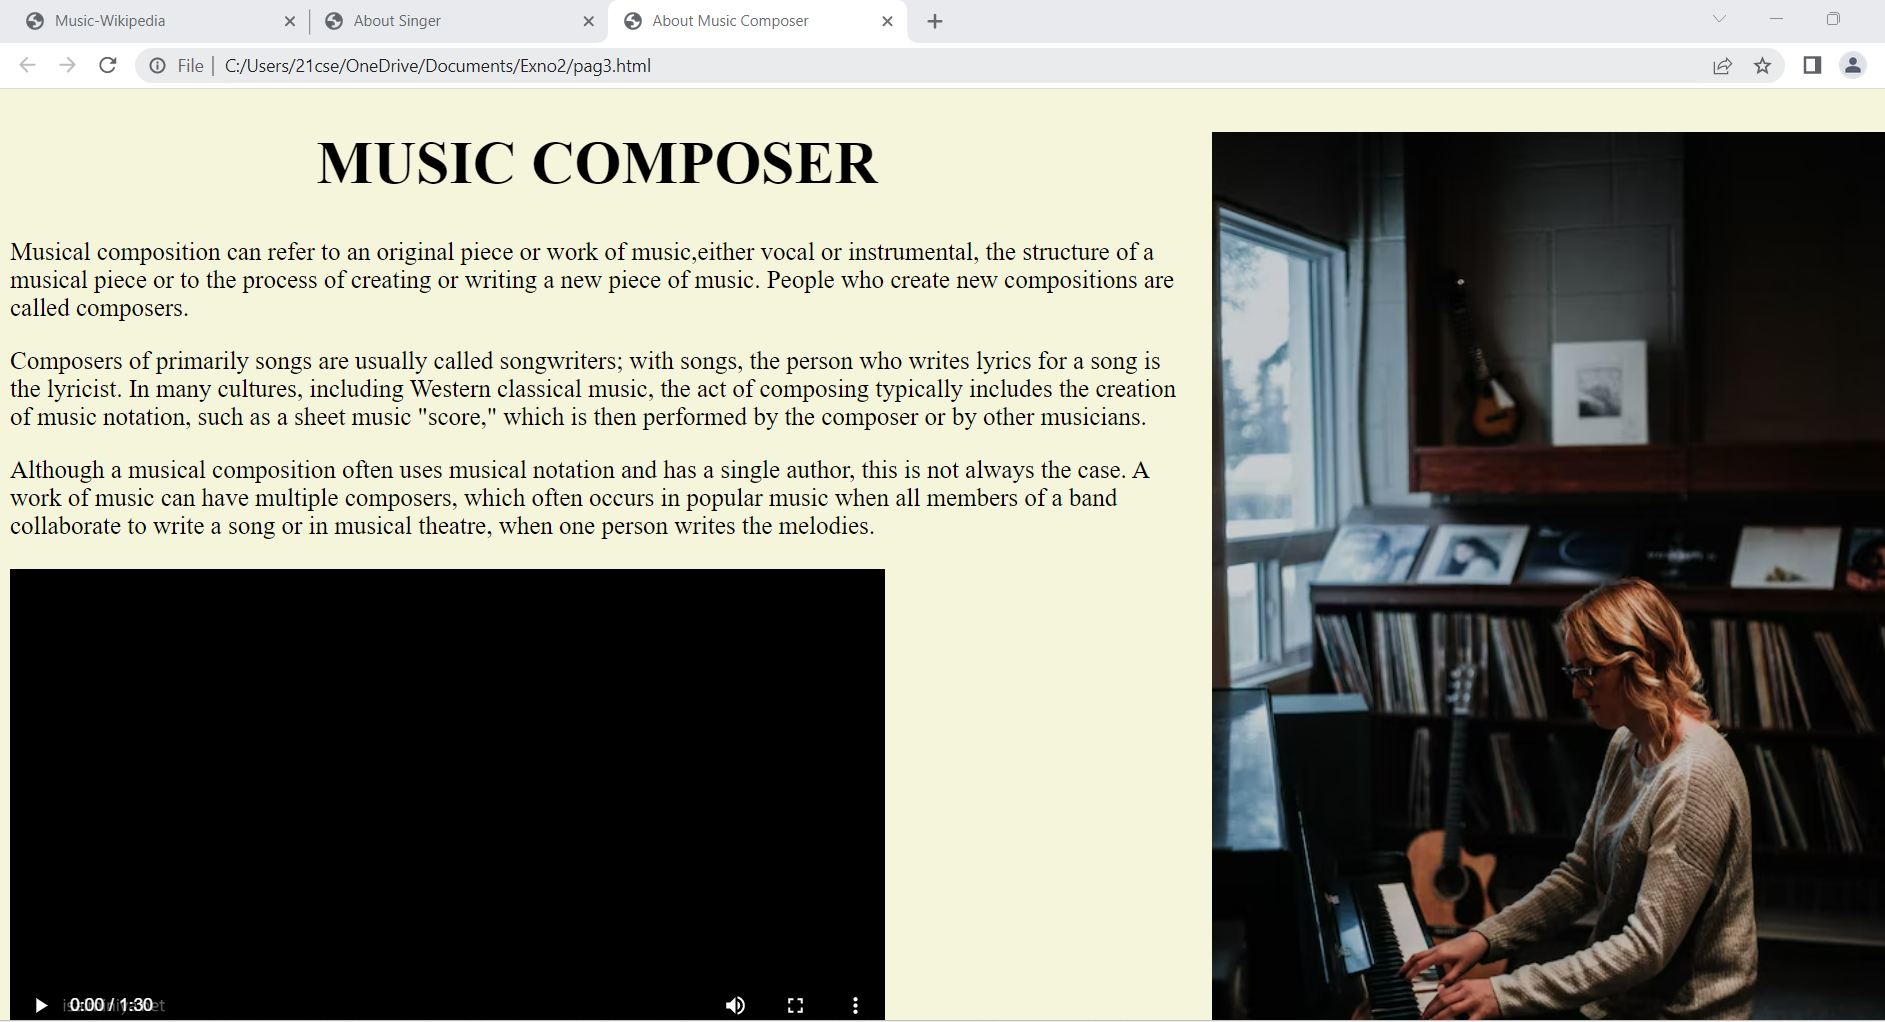 Music-Wikipedia
About Singer
About Music Composer
File
C:/Users/21cse/OneDrive/Documents/Exno2/pag3.html
MUSIC COMPOSER
Musical composition can refer to an original piece or work of music,either vocal or instrumental, the structure of a
musical piece or to the process of creating or writing a new piece of music. People who create new compositions are
called composers.
Composers of primarily songs are usually called songwriters; with songs, the person who writes lyrics for a song is
the lyricist. In many cultures, including Western classical music, the act of composing typically includes the creation
of music notation, such as a sheet music "score," which is then performed by the composer or by other musicians.
Although a musical composition often uses musical notation and has a single author, this is not always the case. A
work of music can have multiple composers, which often occurs in popular music when all members of a band
collaborate to write a song or in musical theatre, when one person writes the melodies.
0:00 / 1:30